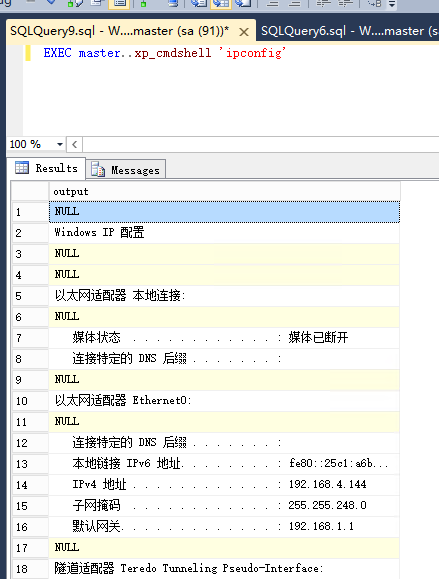 SQLQuery9.sql - W....master (sa (91))* SQLQuery6.sql - W....master (sa
EXEC master..xp_cmdshell 'ipconfig'
100 %
Results Messages
output
1 NULL
2 Windows IP 配置
3 NULL
4 NULL
5 以太网适配器 本地连接:
6 NULL
7 媒体状态 . . . . . . . . . . . . : 媒体已断开
8 连接特定的 DNS 后缀 . . . . . . . :
9 NULL
10 以太网适配器 Ethernet0:
11 NULL
12 连接特定的 DNS 后缀 . . . . . . . :
13 本地链接 IPv6 地址. . . . . . . . : fe80::25c1:a6b...
14 IPv4 地址 . . . . . . . . . . . . : 192.168.4.144
15 子网掩码 . . . . . . . . . . . . : 255.255.248.0
16 默认网关. . . . . . . . . . . . . : 192.168.1.1
17 NULL
18 隧道适配器 Teredo Tunneling Pseudo-Interface: